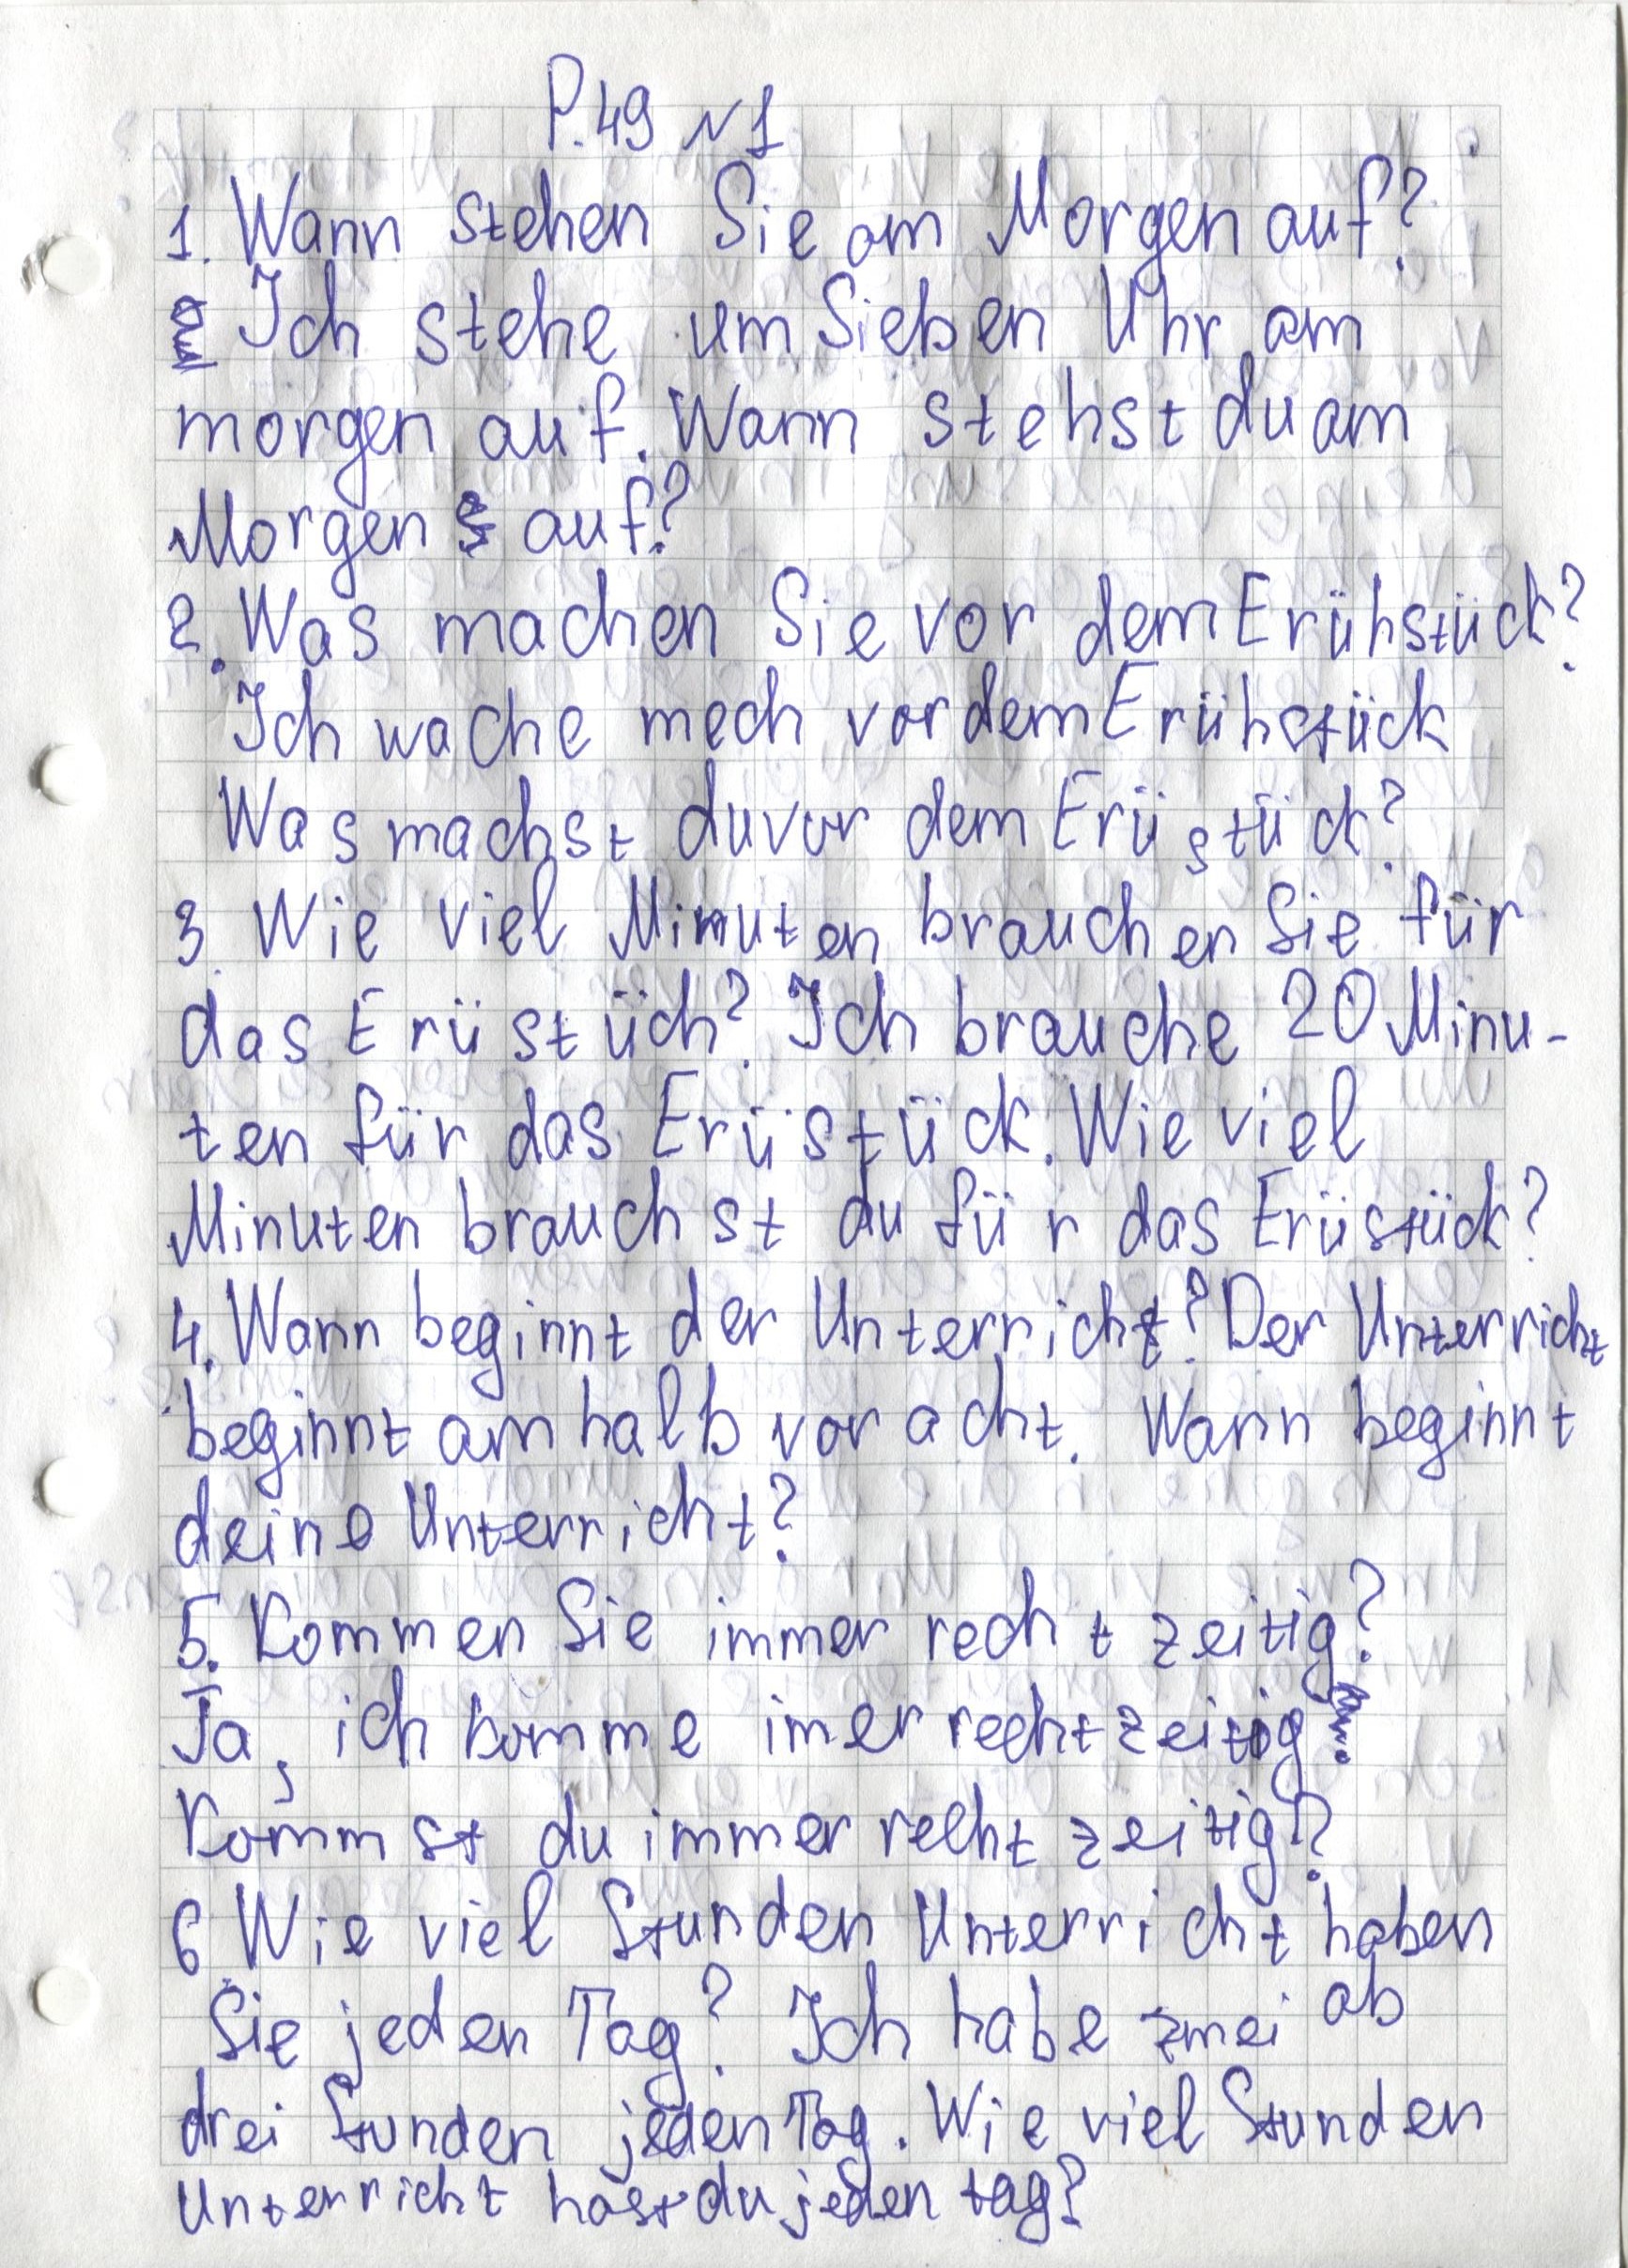 P. 49 N 1
1. Wann stehen Sie am Morgen auf?
Ich stehe um Sieben Uhr am
morgen auf. Wann stehst du am
Morgen auf?
2. Was machen Sie vor dem Erühstück?
Ich wache mech vor dem Erühstück
Was machst du vor dem Erüstück?
3. Wie viel Minuten brauchen Sie für
das Erüstüch? Ich brauche 20 Minu-
ten für das Erüstück. Wie viel
Minuten brauchst du für das Erüstück?
4. Wann beginnt der Unterricht? Der Unterricht
beginnt am halb vor acht. Wann beginnt
deine Unterricht?
5. Kommen Sie immer recht zeitig?
Ja, ich komme imer rechtzeitig
Kommst du immer recht zeitig?
6. Wie viel Stunden Unterricht haben
Sie jeden Tag? Ich habe zwei ab
drei Stunden jeden Tag. Wie viel Stunden
Unterricht hast du jeden tag?